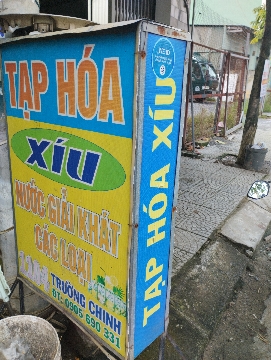 TẠP HÓA
XÍU
NƯỚC GIẢI KHÁT
CÁC LOẠI
TRƯỜNG CHINH
ĐT: 0905 690 331
TẠP HÓA XÍU